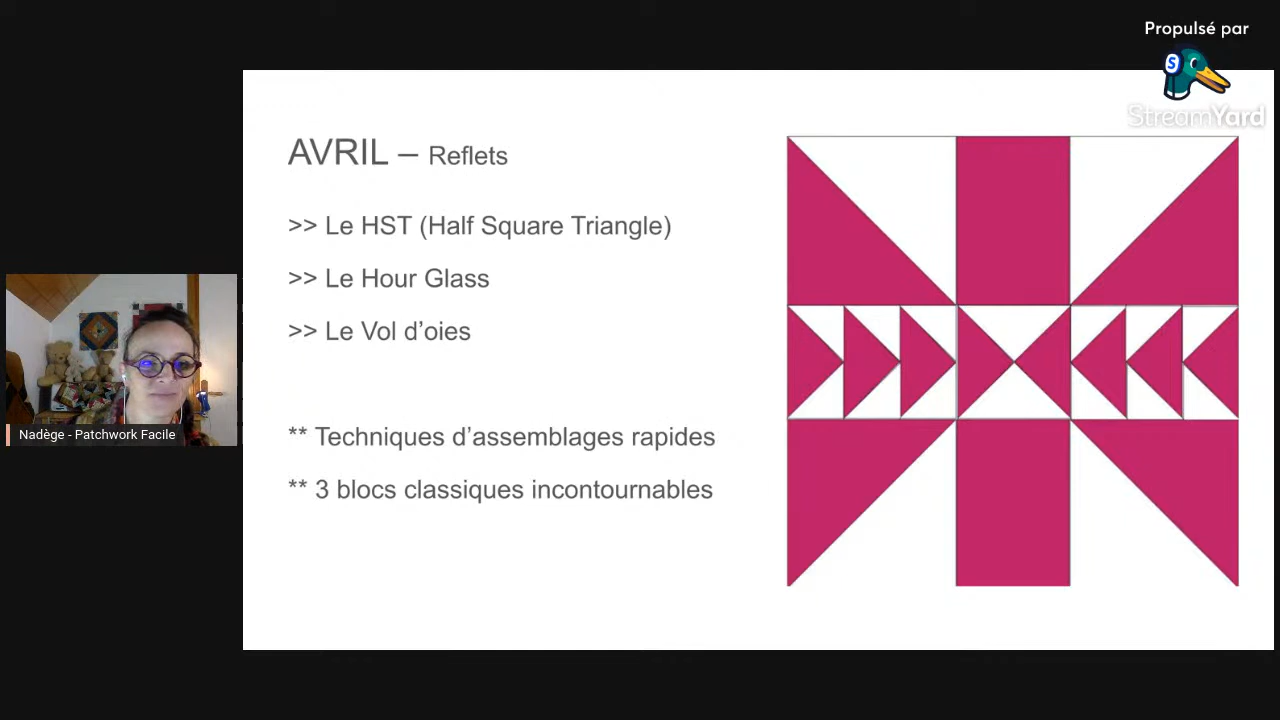 Propulsé par
StreamYard
AVRIL – Reflets
>> Le HST (Half Square Triangle)
>> Le Hour Glass
>> Le Vol d’oies
** Techniques d’assemblages rapides
** 3 blocs classiques incontournables
Nadège - Patchwork Facile